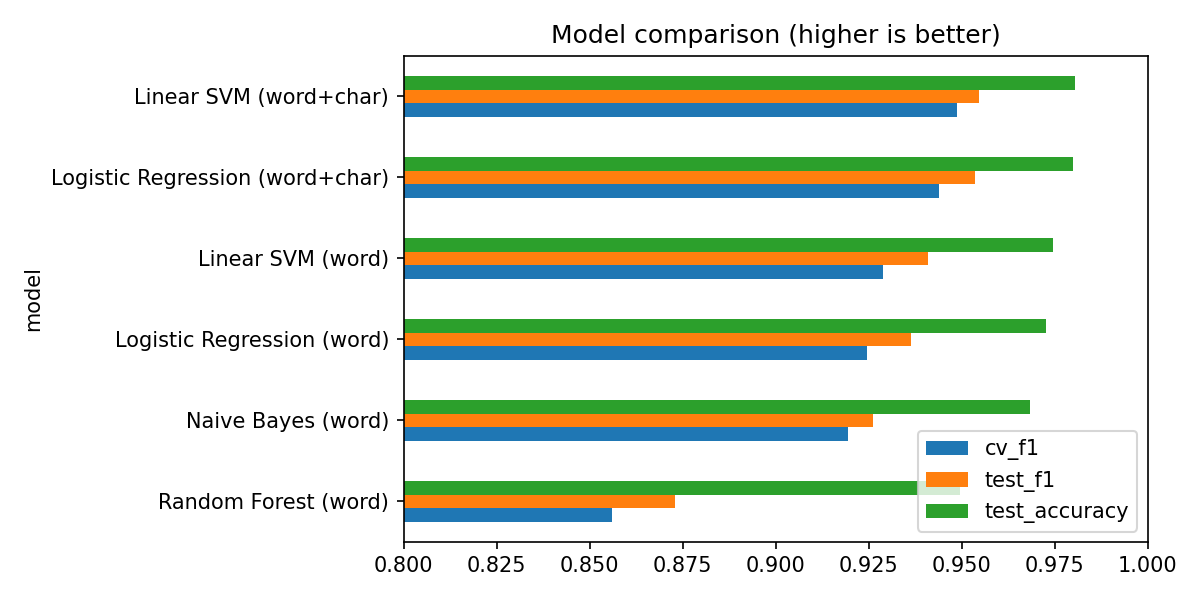 Model comparison (higher is better)
Linear SVM (word+char)
Logistic Regression (word+char)
Linear SVM (word)
Logistic Regression (word)
Naive Bayes (word)
Random Forest (word)
model
cv_f1
test_f1
test_accuracy
0.800 0.825 0.850 0.875 0.900 0.925 0.950 0.975 1.000